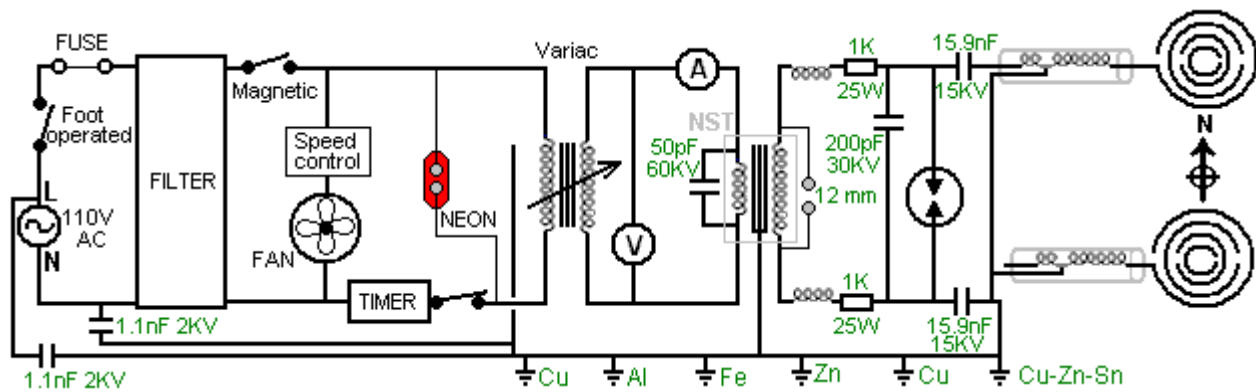 FUSE
Foot
operated
L
110V
AC
N
FILTER
Magnetic
Speed
control
FAN
NEON
TIMER
1.1nF 2KV
1.1nF 2KV
Variac
A
V
NST
50pF
60KV
12 mm
1K
25W
1K
25W
200pF
30KV
15.9nF
15KV
15.9nF
15KV
N
Cu
Al
Fe
Zn
Cu
Cu-Zn-Sn